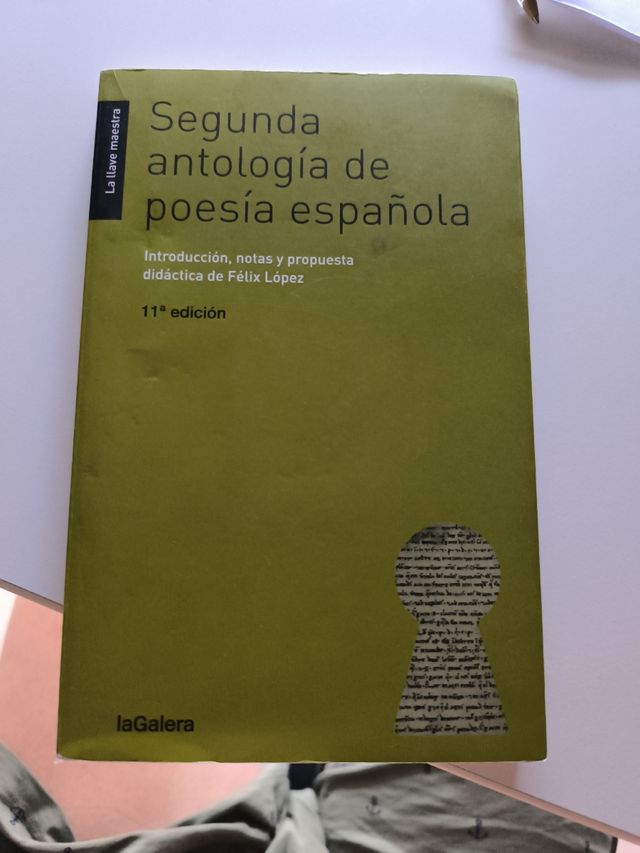 La llave maestra
Segunda
antología de
poesía española
Introducción, notas y propuesta
didáctica de Félix López
11ª edición
laGalera